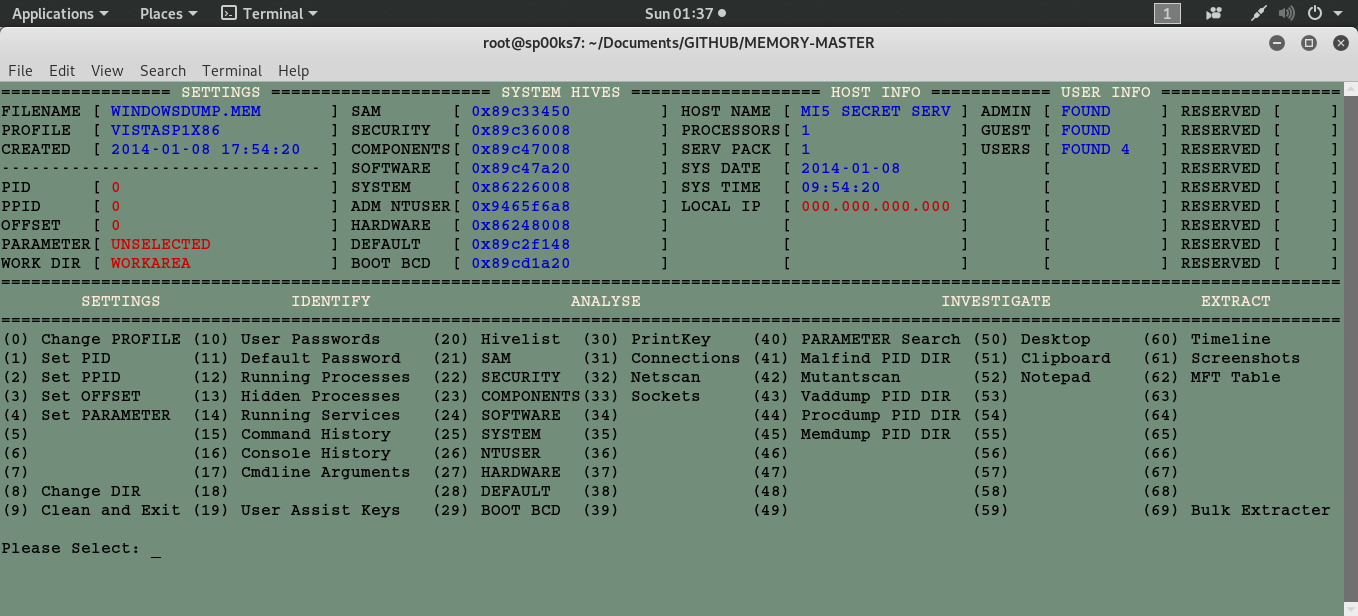 Applications Places Terminal Sun 01:37 1
root@sp00ks7: ~/Documents/GITHUB/MEMORY-MASTER
File Edit View Search Terminal Help
================= SETTINGS ====================== SYSTEM HIVES =================== HOST INFO ============ USER INFO ==================
FILENAME [ WINDOWSDUMP.MEM ] SAM [ 0x89c33450 ] HOST NAME [ MI5 SECRET SERV ] ADMIN [ FOUND ] RESERVED [ ]
PROFILE [ VISTASP1X86 ] SECURITY [ 0x89c36008 ] PROCESSORS[ 1 ] GUEST [ FOUND ] RESERVED [ ]
CREATED [ 2014-01-08 17:54:20 ] COMPONENTS[ 0x89c47008 ] SERV PACK [ 1 ] USERS [ FOUND 4 ] RESERVED [ ]
-------------------------------- ] SOFTWARE [ 0x89c47a20 ] SYS DATE [ 2014-01-08 ] [ ] RESERVED [ ]
PID [ 0 ] SYSTEM [ 0x86226008 ] SYS TIME [ 09:54:20 ] [ ] RESERVED [ ]
PPID [ 0 ] ADM NTUSER[ 0x9465f6a8 ] LOCAL IP [ 000.000.000.000 ] [ ] RESERVED [ ]
OFFSET [ 0 ] HARDWARE [ 0x86248008 ] [ ] [ ] RESERVED [ ]
PARAMETER[ UNSELECTED ] DEFAULT [ 0x89c2f148 ] [ ] [ ] RESERVED [ ]
WORK DIR [ WORKAREA ] BOOT BCD [ 0x89cd1a20 ] [ ] [ ] RESERVED [ ]
======================================================================================================================================
SETTINGS IDENTIFY ANALYSE INVESTIGATE EXTRACT
======================================================================================================================================
(0) Change PROFILE (10) User Passwords (20) Hivelist (30) PrintKey (40) PARAMETER Search (50) Desktop (60) Timeline
(1) Set PID (11) Default Password (21) SAM (31) Connections (41) Malfind PID DIR (51) Clipboard (61) Screenshots
(2) Set PPID (12) Running Processes (22) SECURITY (32) Netscan (42) Mutantscan (52) Notepad (62) MFT Table
(3) Set OFFSET (13) Hidden Processes (23) COMPONENTS(33) Sockets (43) Vaddump PID DIR (53) (63)
(4) Set PARAMETER (14) Running Services (24) SOFTWARE (34) (44) Procdump PID DIR (54) (64)
(5) (15) Command History (25) SYSTEM (35) (45) Memdump PID DIR (55) (65)
(6) (16) Console History (26) NTUSER (36) (46) (56) (66)
(7) (17) Cmdline Arguments (27) HARDWARE (37) (47) (57) (67)
(8) Change DIR (18) (28) DEFAULT (38) (48) (58) (68)
(9) Clean and Exit (19) User Assist Keys (29) BOOT BCD (39) (49) (59) (69) Bulk Extracter
Please Select: _